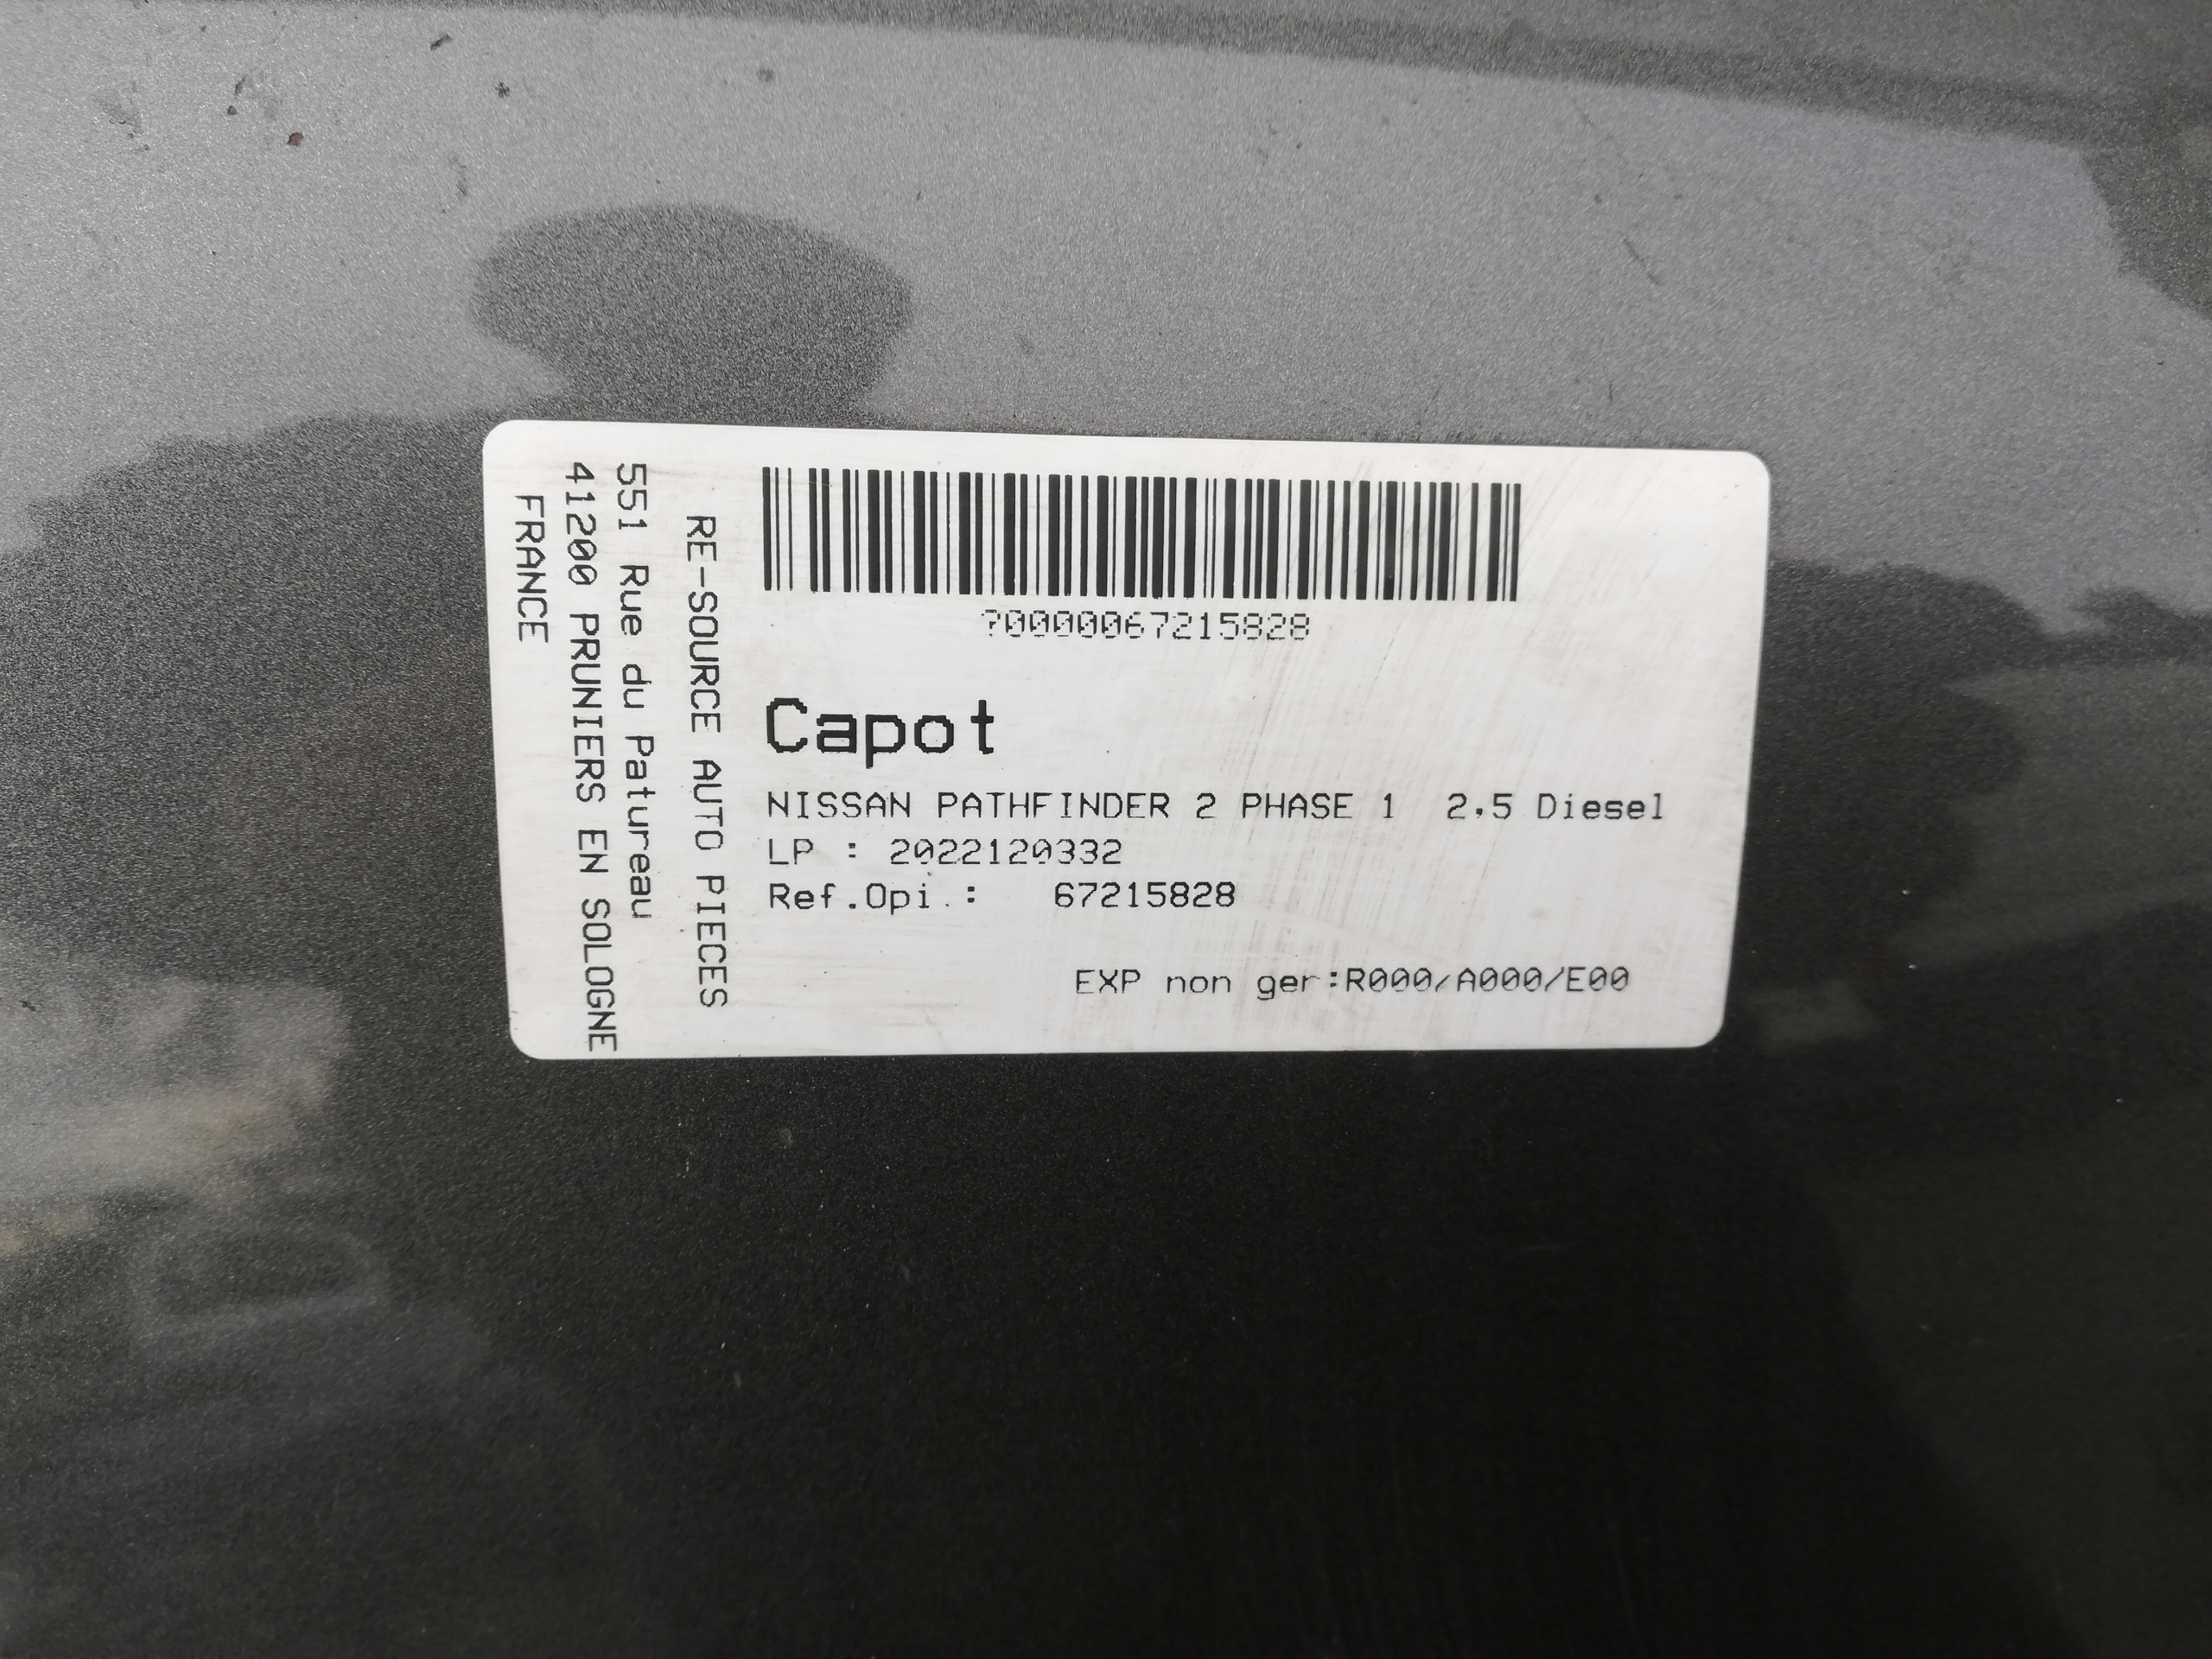 ?0000067215828
Capot
NISSAN PATHFINDER 2 PHASE 1 2.5 Diesel
LP : 2022120332
Ref.Opi.: 67215828
EXP non ger:R000/A000/E00
RE-SOURCE AUTO PIECES
551 Rue du Patureau
41200 PRUNIERS EN SOLOGNE
FRANCE